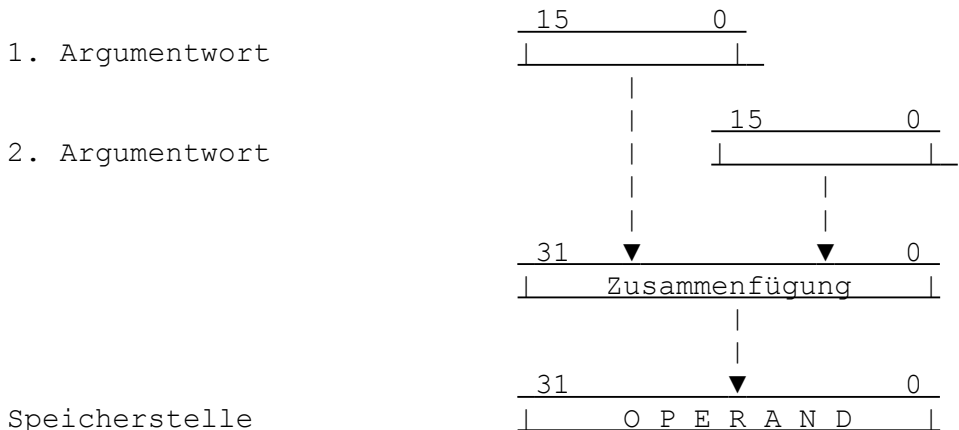 15 0
1. Argumentwort
15 0
2. Argumentwort
31 0
Zusammenfügung
31 0
Speicherstelle O P E R A N D